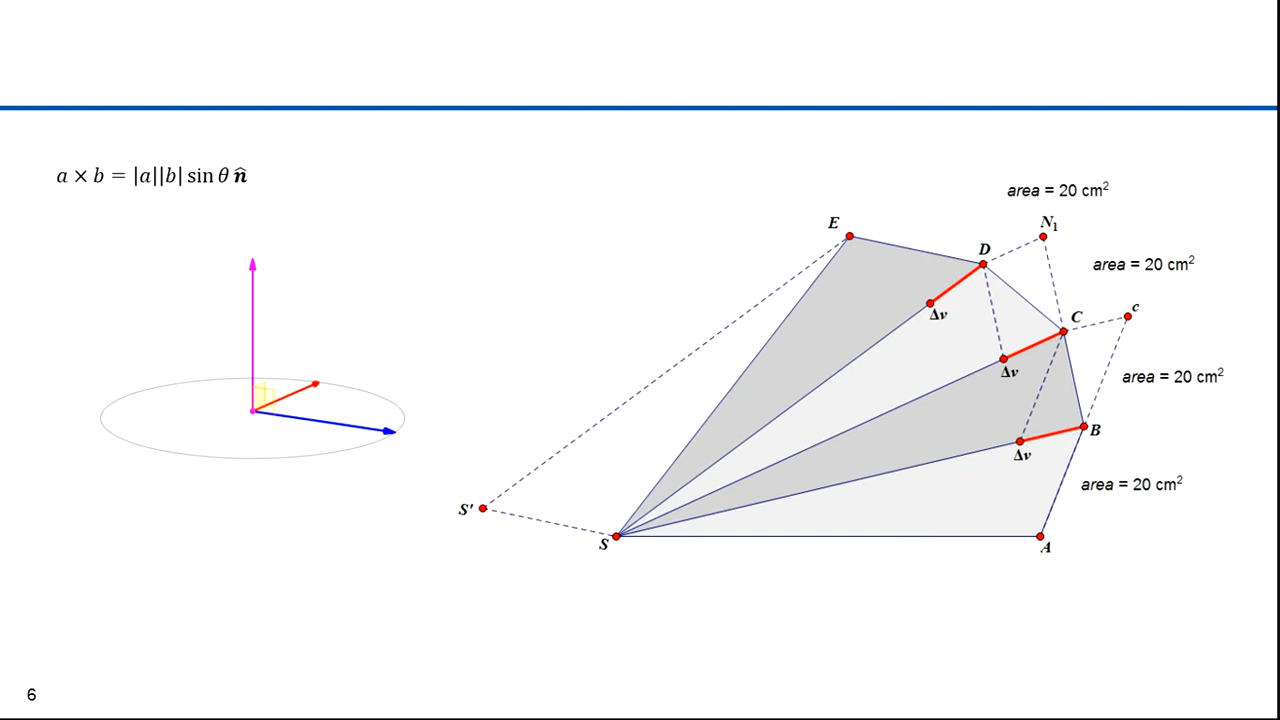 a × b = |a||b| sin θ n̂
area = 20 cm²
E
N₁
D
area = 20 cm²
c
Δv
C
Δv
area = 20 cm²
B
Δv
area = 20 cm²
S'
S
A
6